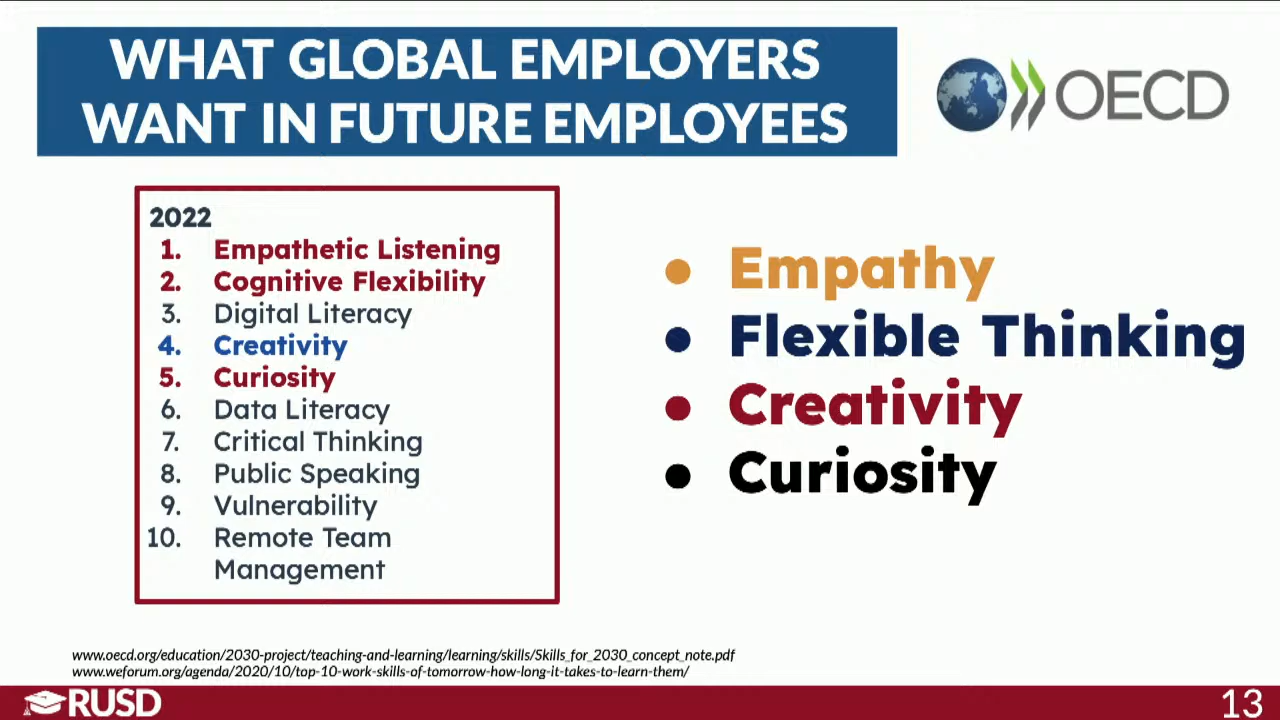 WHAT GLOBAL EMPLOYERS
WANT IN FUTURE EMPLOYEES
OECD
2022
1. Empathetic Listening
2. Cognitive Flexibility
3. Digital Literacy
4. Creativity
5. Curiosity
6. Data Literacy
7. Critical Thinking
8. Public Speaking
9. Vulnerability
10. Remote Team
Management
• Empathy
• Flexible Thinking
• Creativity
• Curiosity
www.oecd.org/education/2030-project/teaching-and-learning/learning/skills/Skills_for_2030_concept_note.pdf
www.weforum.org/agenda/2020/10/top-10-work-skills-of-tomorrow-how-long-it-takes-to-learn-them/
RUSD
13